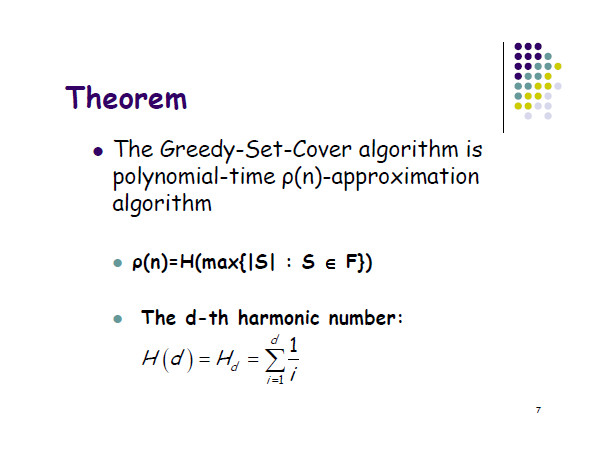 Theorem
The Greedy-Set-Cover algorithm is
polynomial-time ρ(n)-approximation
algorithm
ρ(n)=H(max{|S| : S ∈ F})
The d-th harmonic number:
H(d) = H_d = \sum_{i=1}^{d} \frac{1}{i}
7